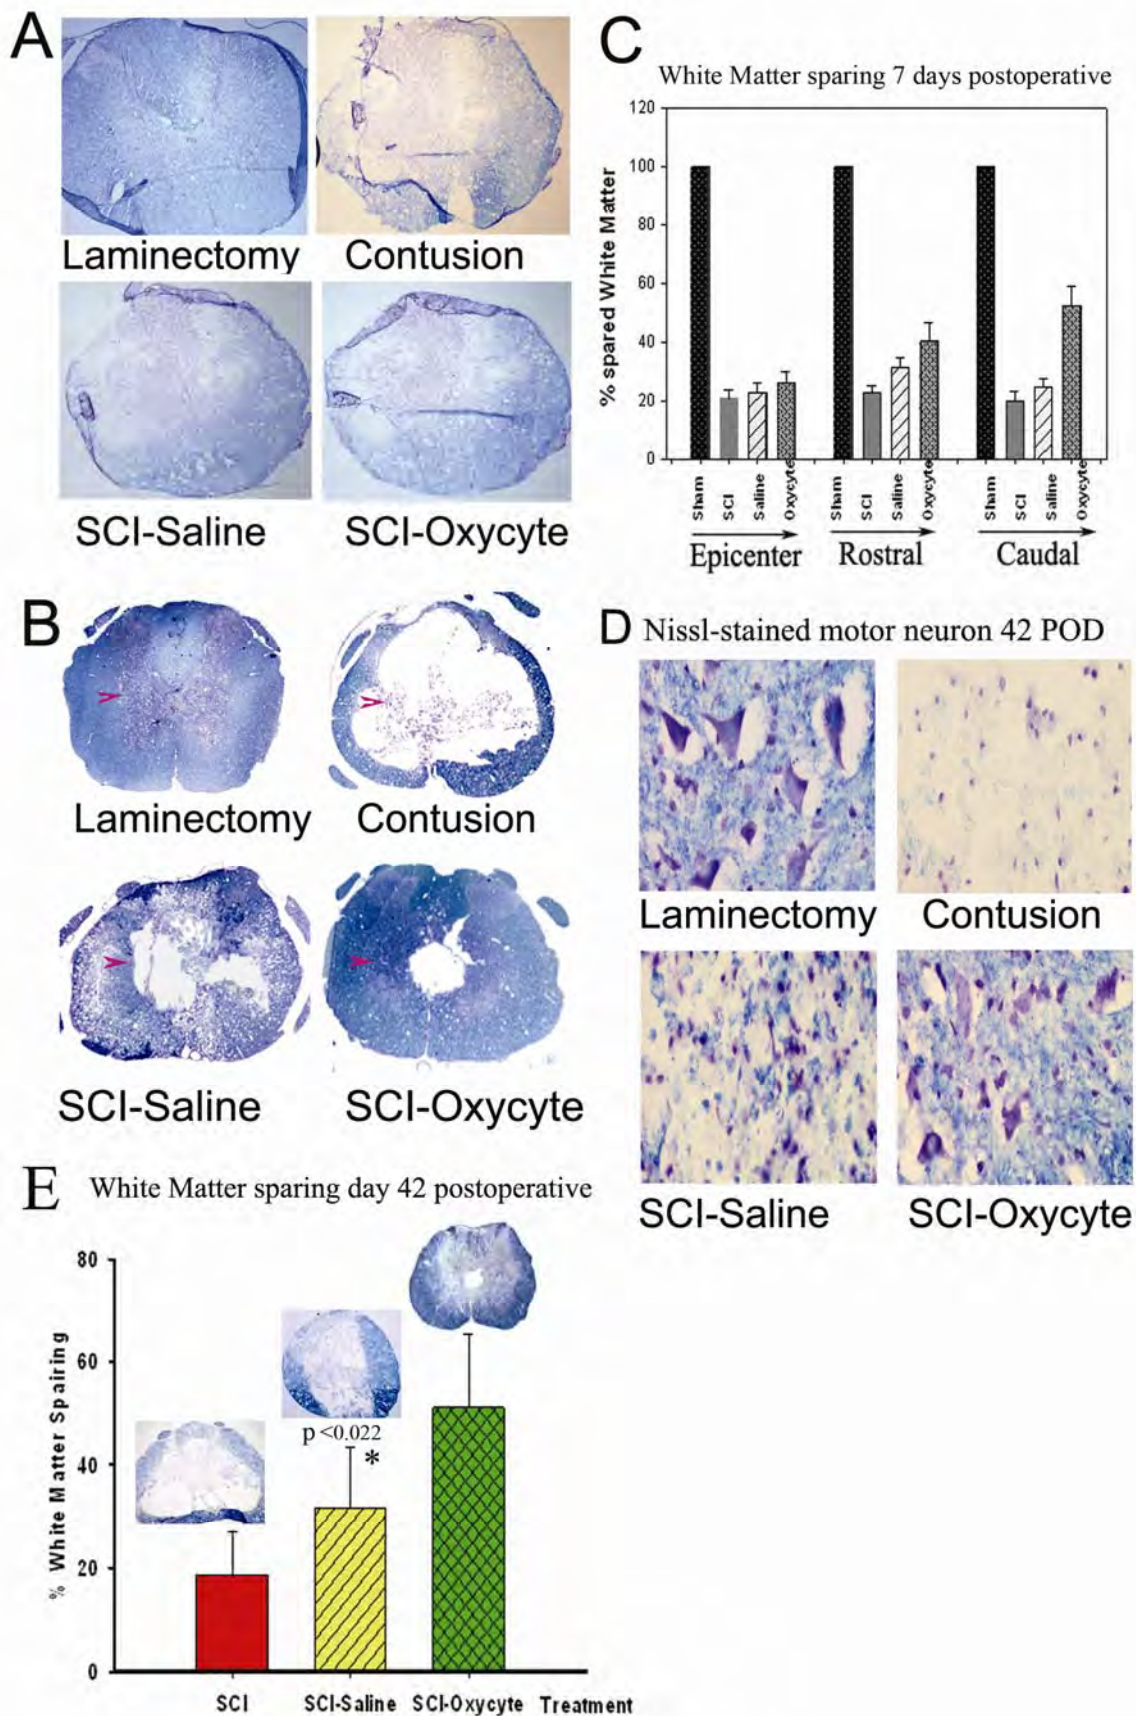 A
Laminectomy
Contusion
SCI-Saline
SCI-Oxycyte
B
Laminectomy
Contusion
SCI-Saline
SCI-Oxycyte
C
White Matter sparing 7 days postoperative
% spared White Matter
120
100
80
60
40
20
0
Sham
SCI
Saline
Oxycyte
Sham
SCI
Saline
Oxycyte
Sham
SCI
Saline
Oxycyte
Epicenter
Rostral
Caudal
D Nissl-stained motor neuron 42 POD
Laminectomy
Contusion
SCI-Saline
SCI-Oxycyte
E White Matter sparing day 42 postoperative
% White Matter Spairing
80
60
40
20
0
p <0.022
*
SCI
SCI-Saline
SCI-Oxycyte
Treatment